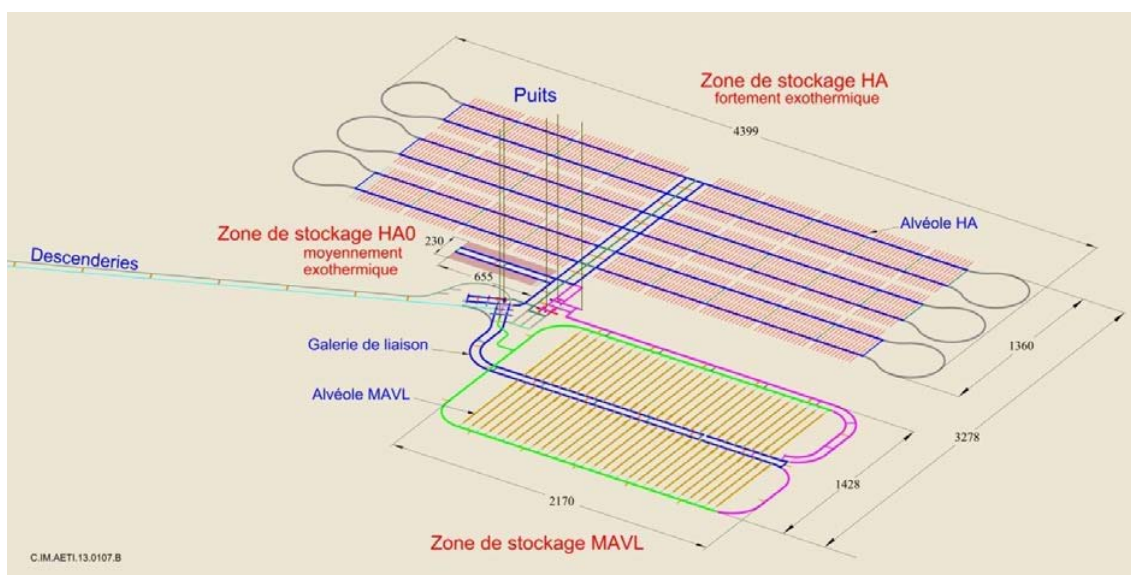 Zone de stockage HA
fortement exothermique
Puits
4399
Alvéole HA
Zone de stockage HA0
moyennement
exothermique
230
655
Descenderies
Galerie de liaison
Alvéole MAVL
1360
3278
1428
2170
Zone de stockage MAVL
C.IM.AETI.13.0107.B